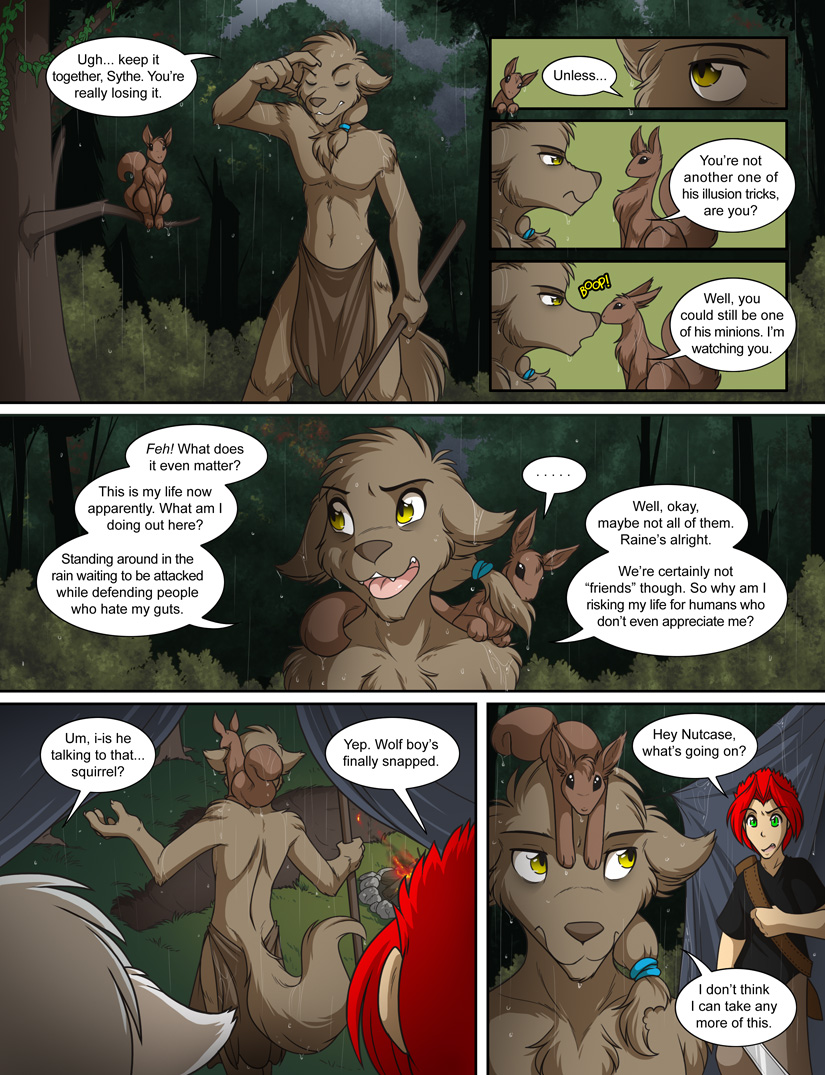 Ugh... keep it
together, Sythe. You're
really losing it.
Unless...
You're not
another one of
his illusion tricks,
are you?
BOOP!
Well, you
could still be one
of his minions. I'm
watching you.
Feh! What does
it even matter?
This is my life now
apparently. What am I
doing out here?
Standing around in the
rain waiting to be attacked
while defending people
who hate my guts.
. . . . .
Well, okay,
maybe not all of them.
Raine's alright.
We're certainly not
“friends” though. So why am I
risking my life for humans who
don't even appreciate me?
Um, i-is he
talking to that...
squirrel?
Yep. Wolf boy's
finally snapped.
Hey Nutcase,
what's going on?
I don't think
I can take any
more of this.